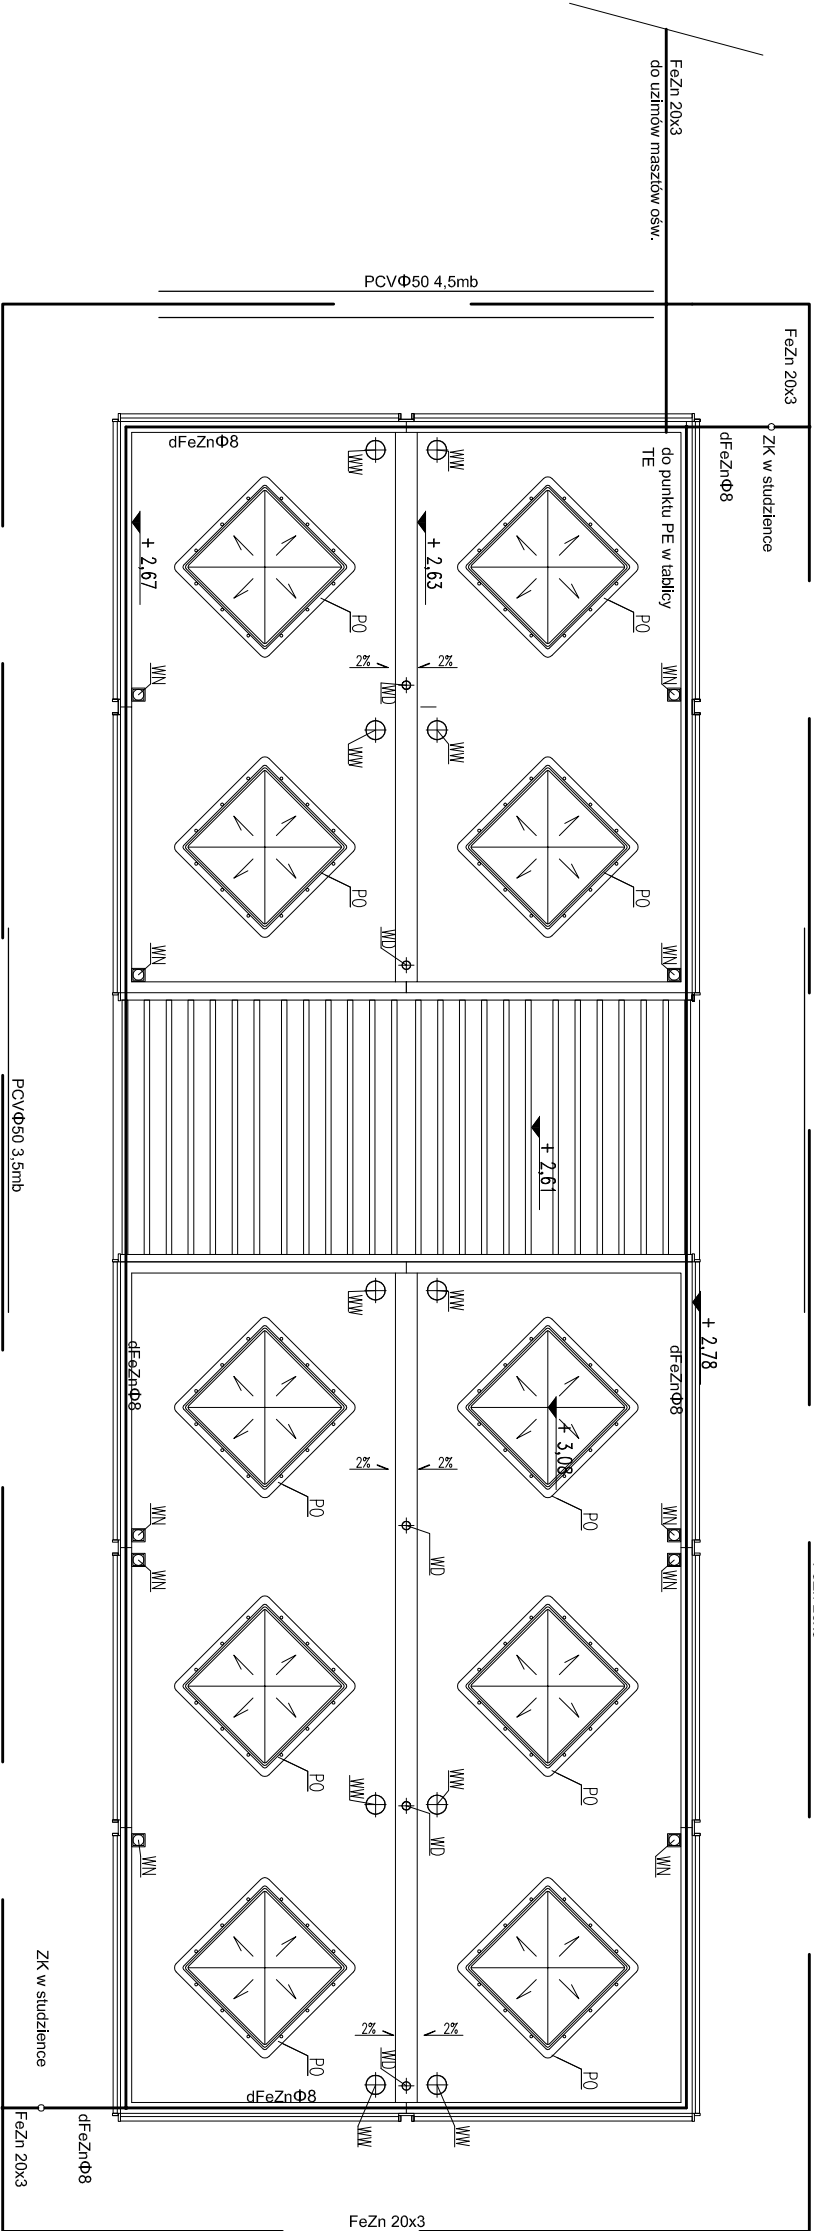 FeZn 20x3
do uzimów masztów ośw.
PCVΦ50 4,5mb
FeZn 20x3
ZK w studzience
dFeZnΦ8
dFeZnΦ8
do punktu PE w tablicy
TE
WW
WW
+ 2,67
+ 2,63
PO
PO
2%
2%
WN
WN
WD
WW
WW
PO
PO
WD
WN
WN
PCVΦ50 3,5mb
+ 2,61
WW
WW
+ 2,78
dFeZnΦ8
dFeZnΦ8
+ 3,08
2%
2%
PO
PO
WN
WN
WD
WN
WN
PO
PO
WW
WW
WD
WN
WN
ZK w studzience
2%
2%
PO
PO
WD
dFeZnΦ8
WW
WW
FeZn 20x3
dFeZnΦ8
FeZn 20x3